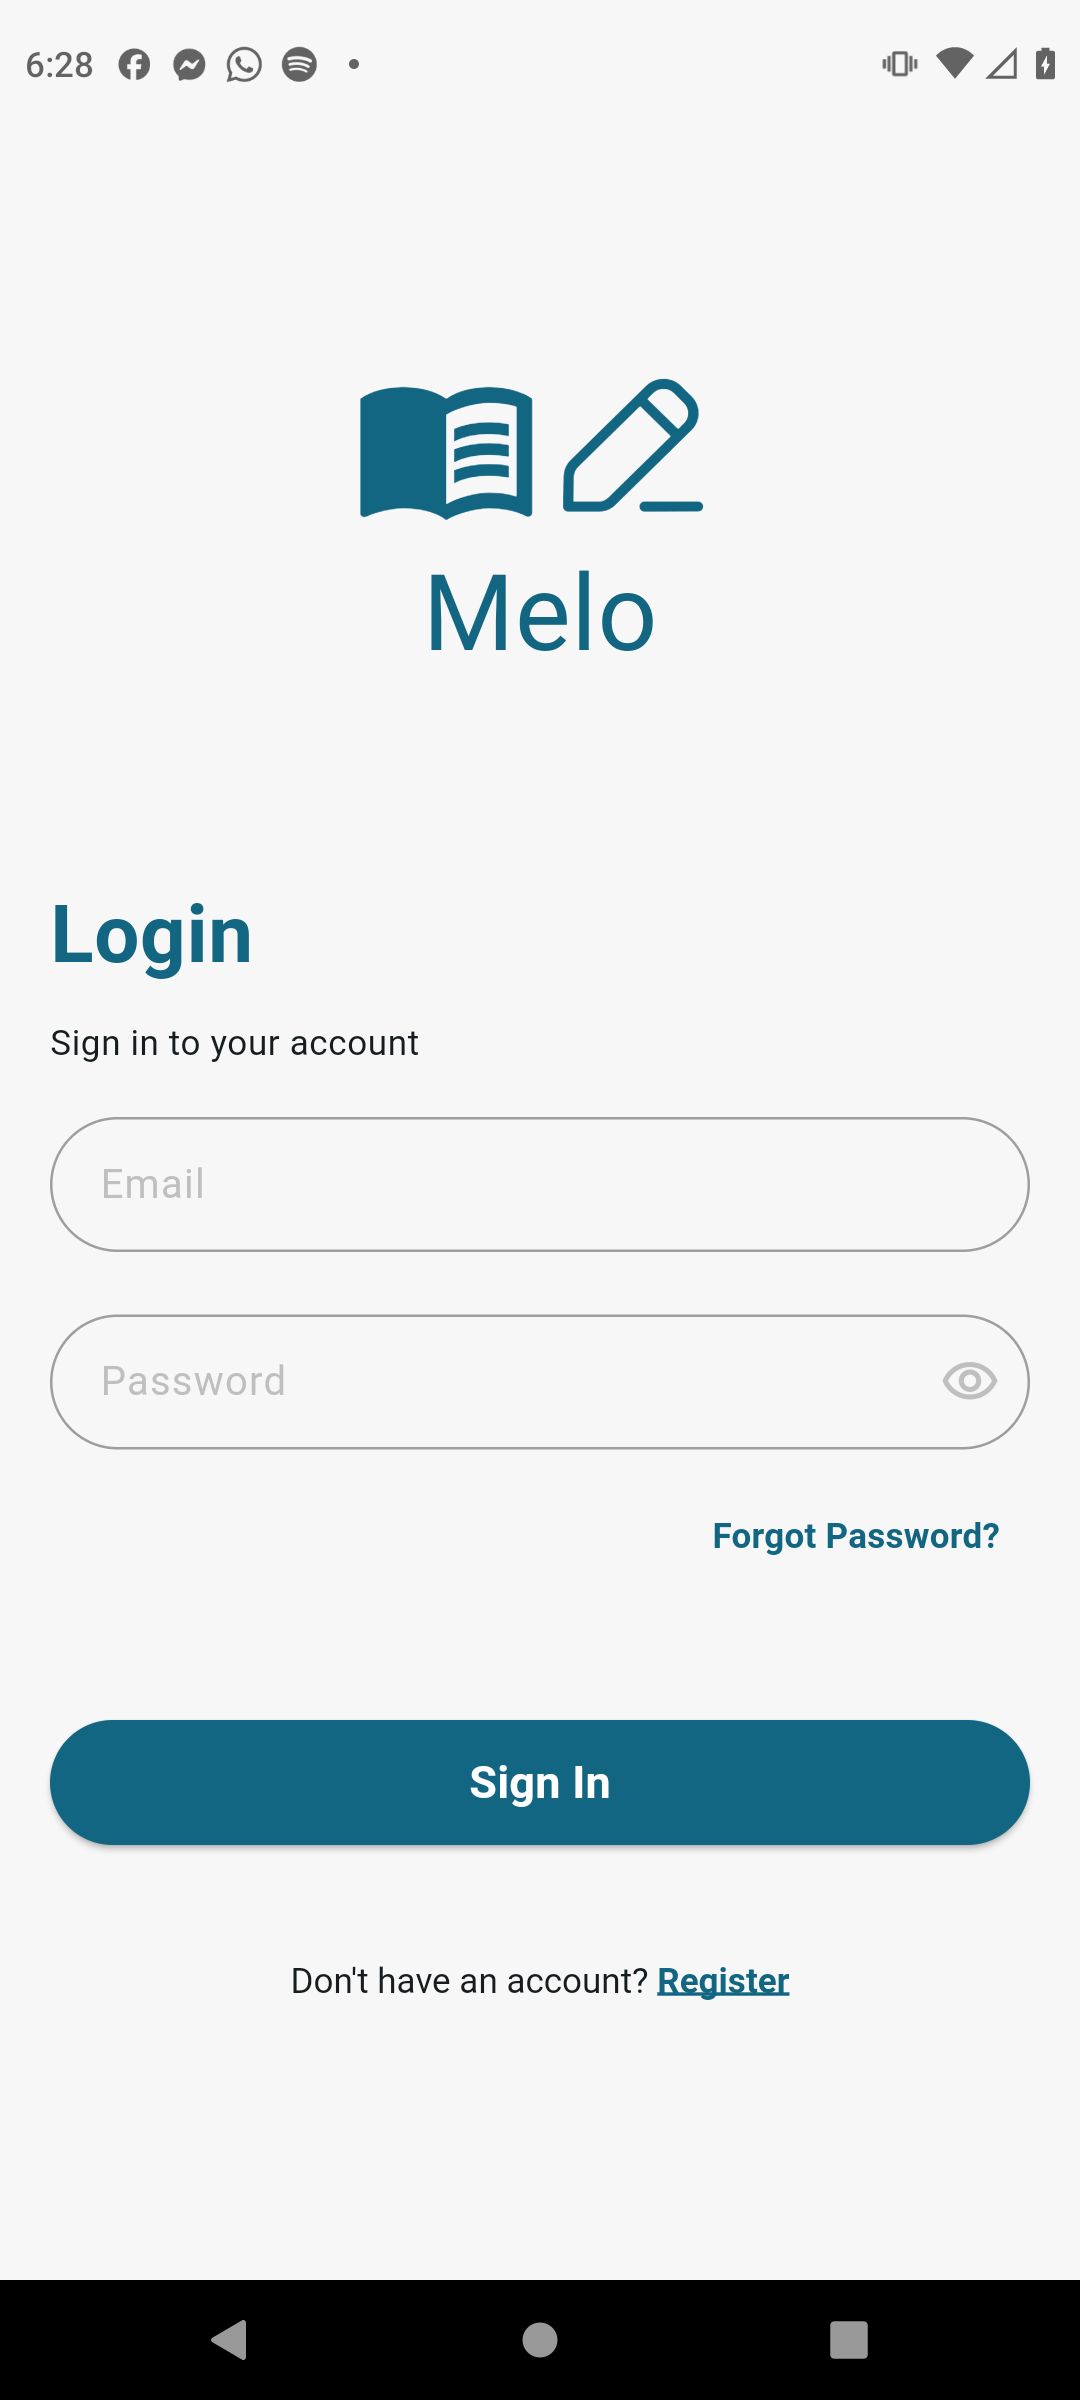 6:28
Melo
Login
Sign in to your account
Email
Password
Forgot Password?
Sign In
Don't have an account? Register